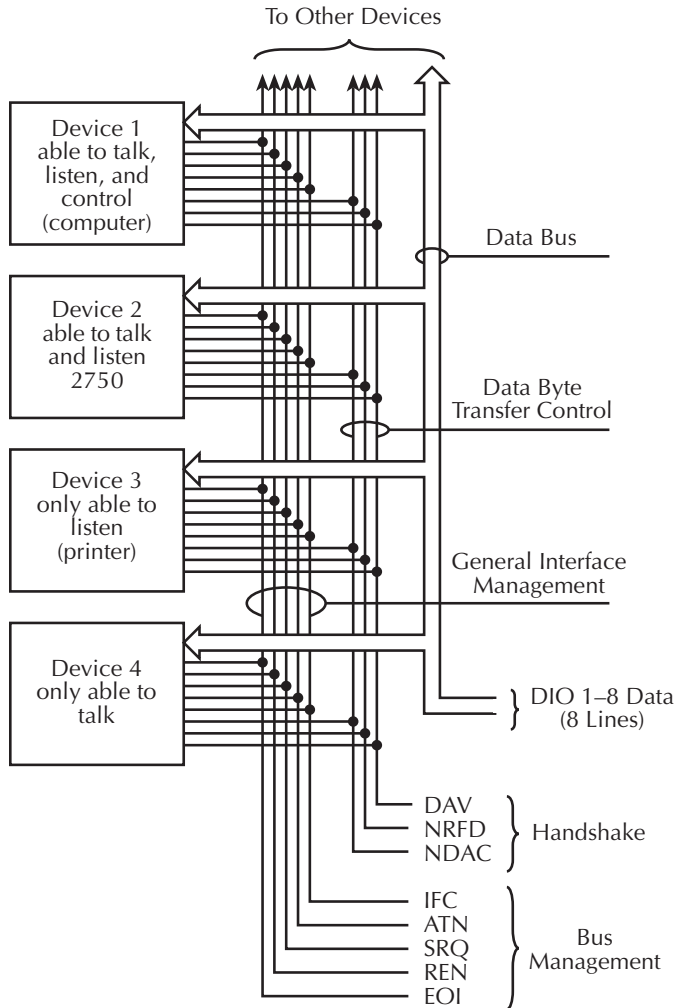 To Other Devices
Device 1
able to talk,
listen, and
control
(computer)
Data Bus
Device 2
able to talk
and listen
2750
Data Byte
Transfer Control
Device 3
only able to
listen
(printer)
General Interface
Management
Device 4
only able to
talk
DIO 1–8 Data
(8 Lines)
DAV
NRFD
NDAC
Handshake
IFC
ATN
SRQ
REN
EOI
Bus
Management